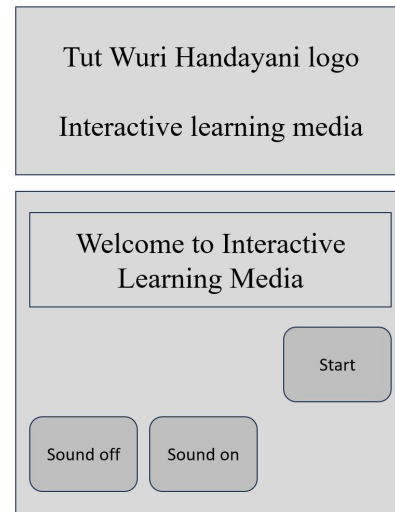 Tut Wuri Handayani logo
Interactive learning media
Welcome to Interactive
Learning Media
Start
Sound off
Sound on